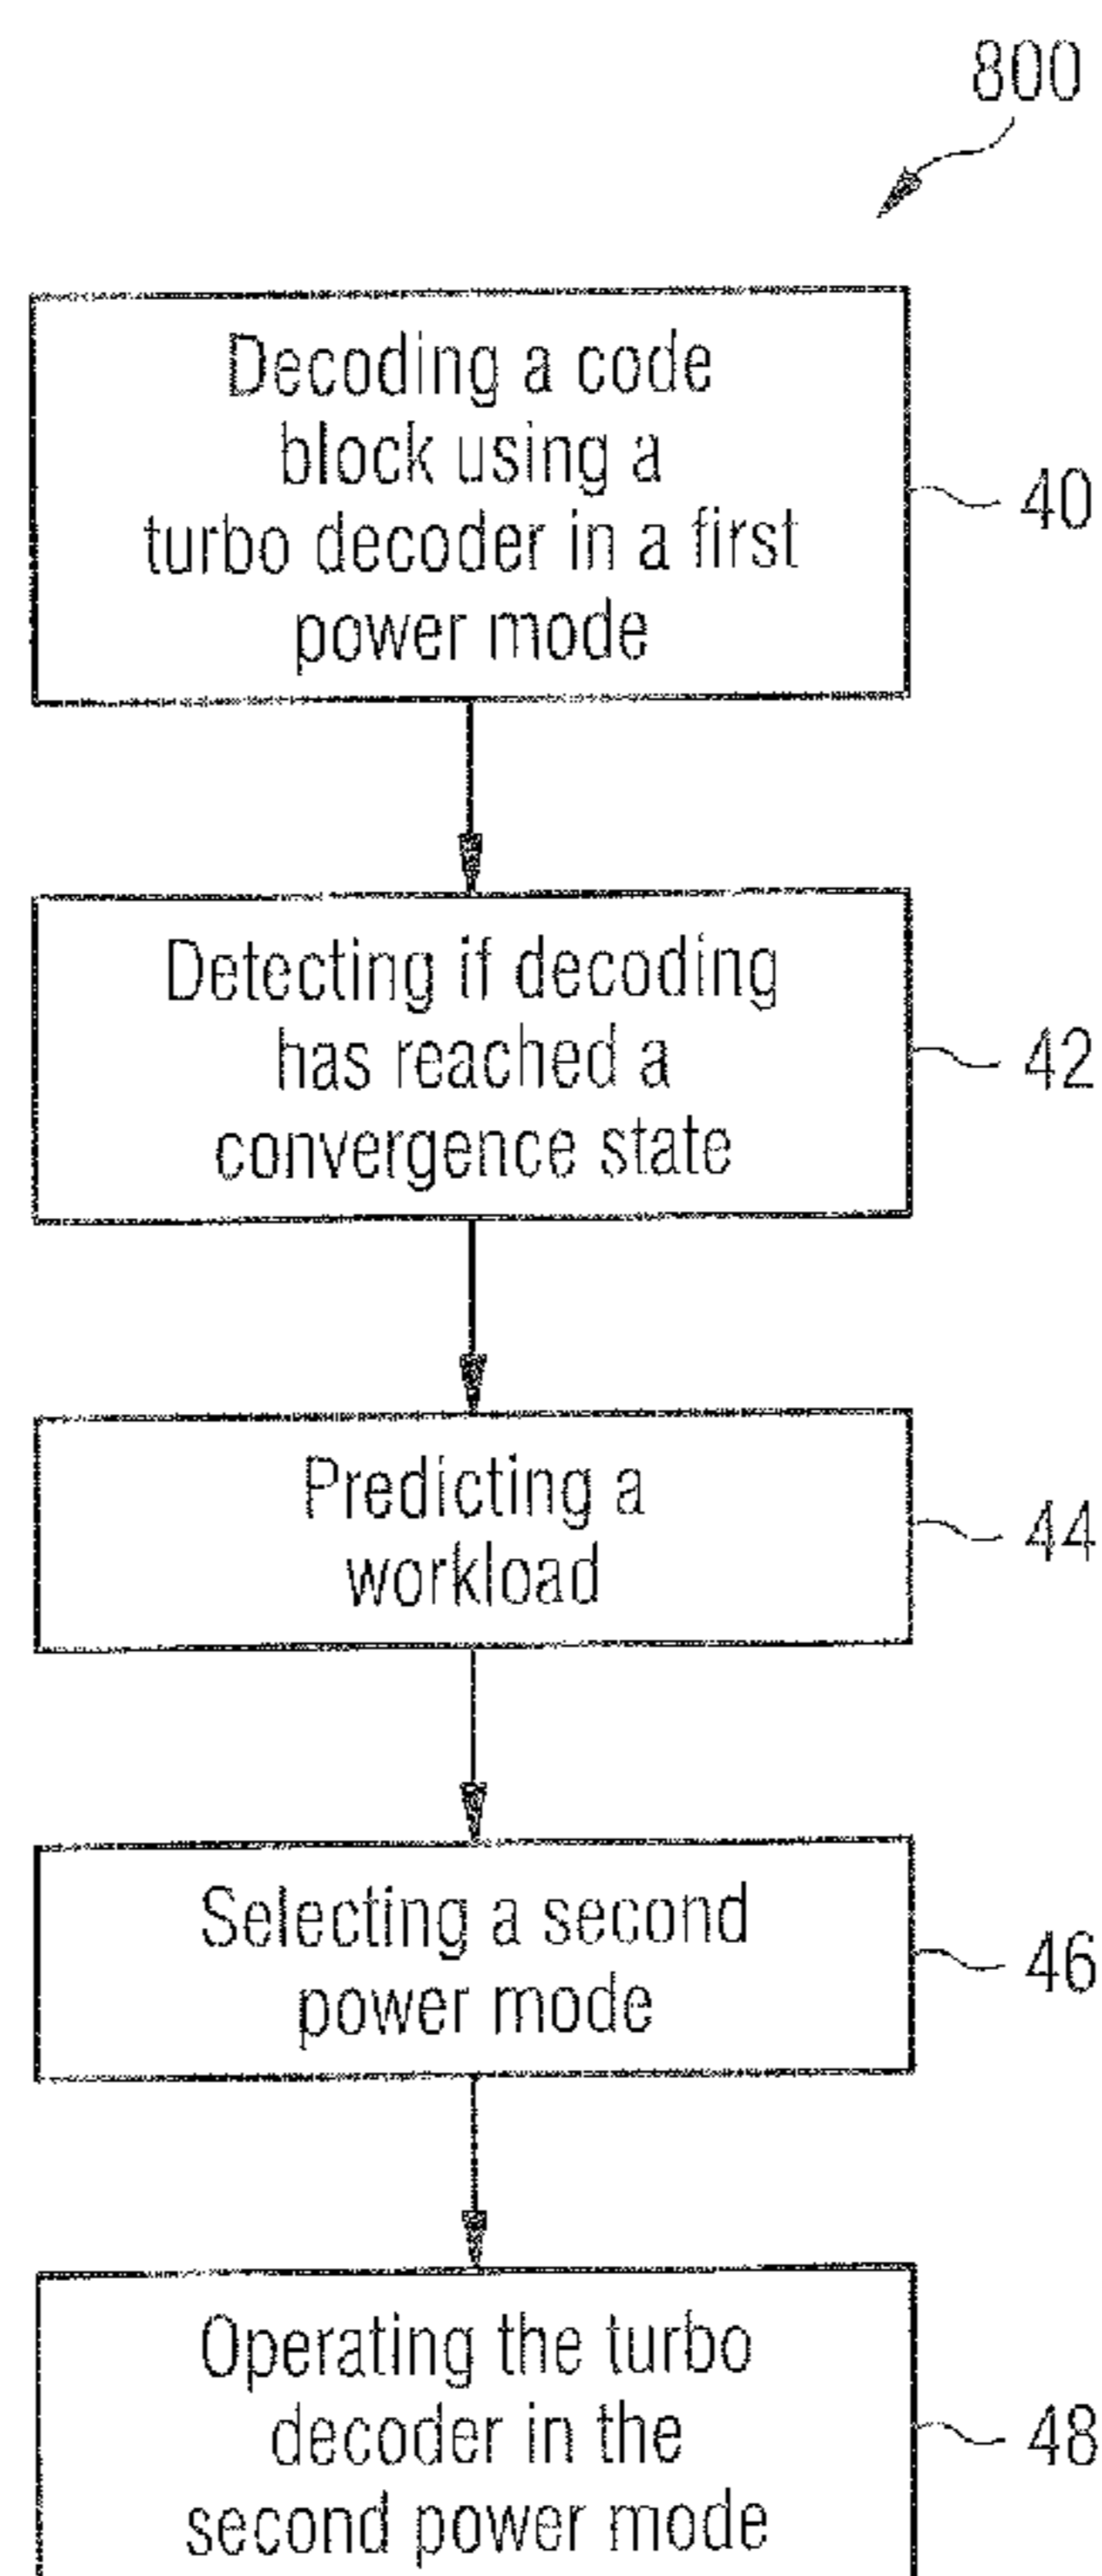 800
Decoding a code
block using a
turbo decoder in a first
power mode
40
Detecting if decoding
has reached a
convergence state
42
Predicting a
workload
44
Selecting a second
power mode
46
Operating the turbo
decoder in the
second power mode
48